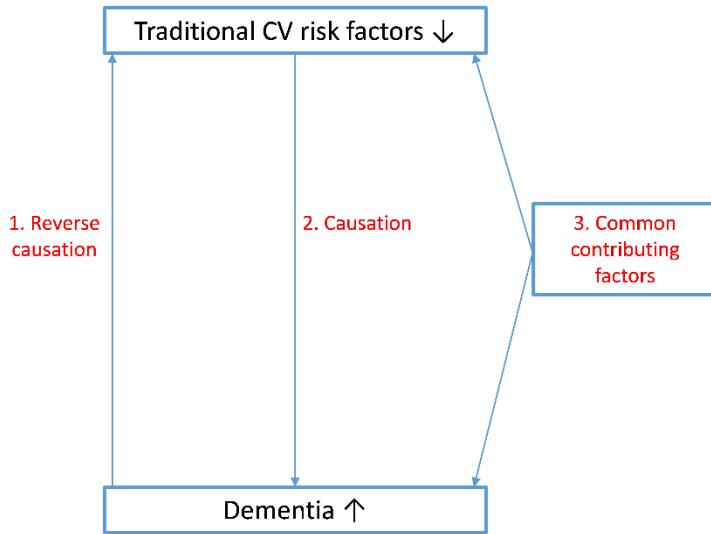 Traditional CV risk factors ↓
1. Reverse
causation
2. Causation
3. Common
contributing
factors
Dementia ↑